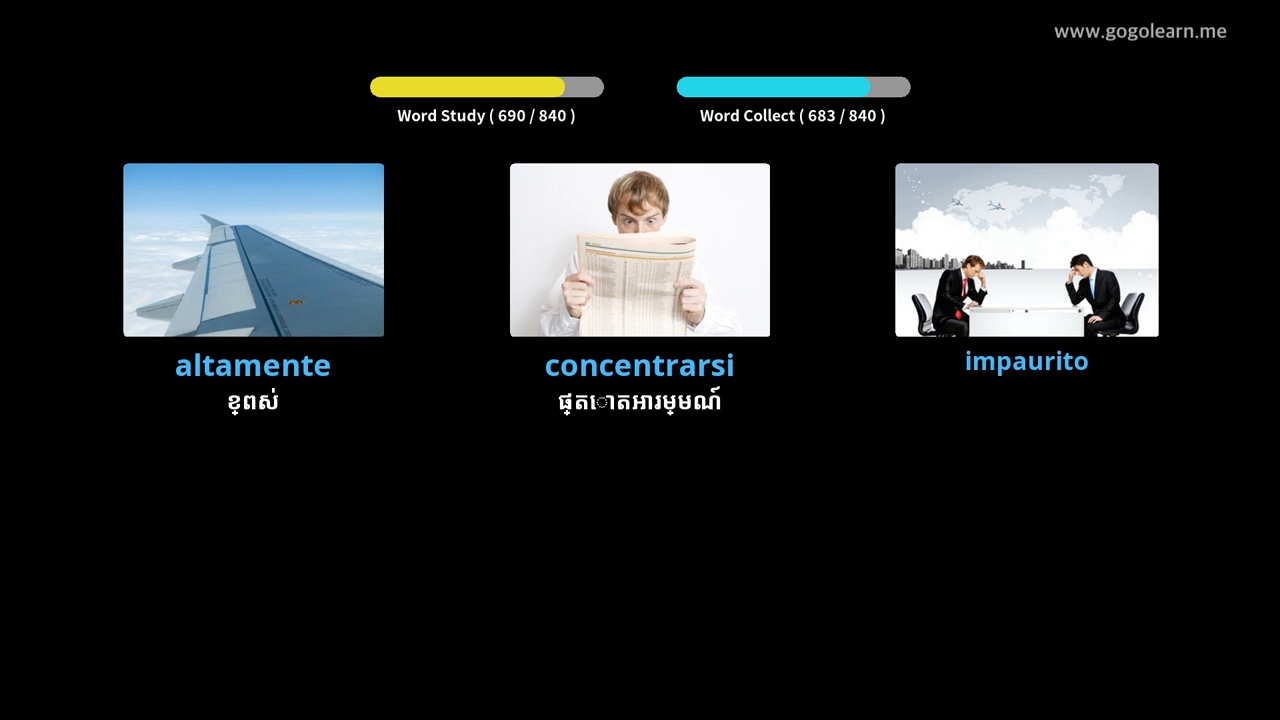 www.gogolearn.me
Word Study ( 690 / 840 )
Word Collect ( 683 / 840 )
altamente
concentrarsi
impaurito
ខ្ពស់
ផ្តោតអារម្មណ៍